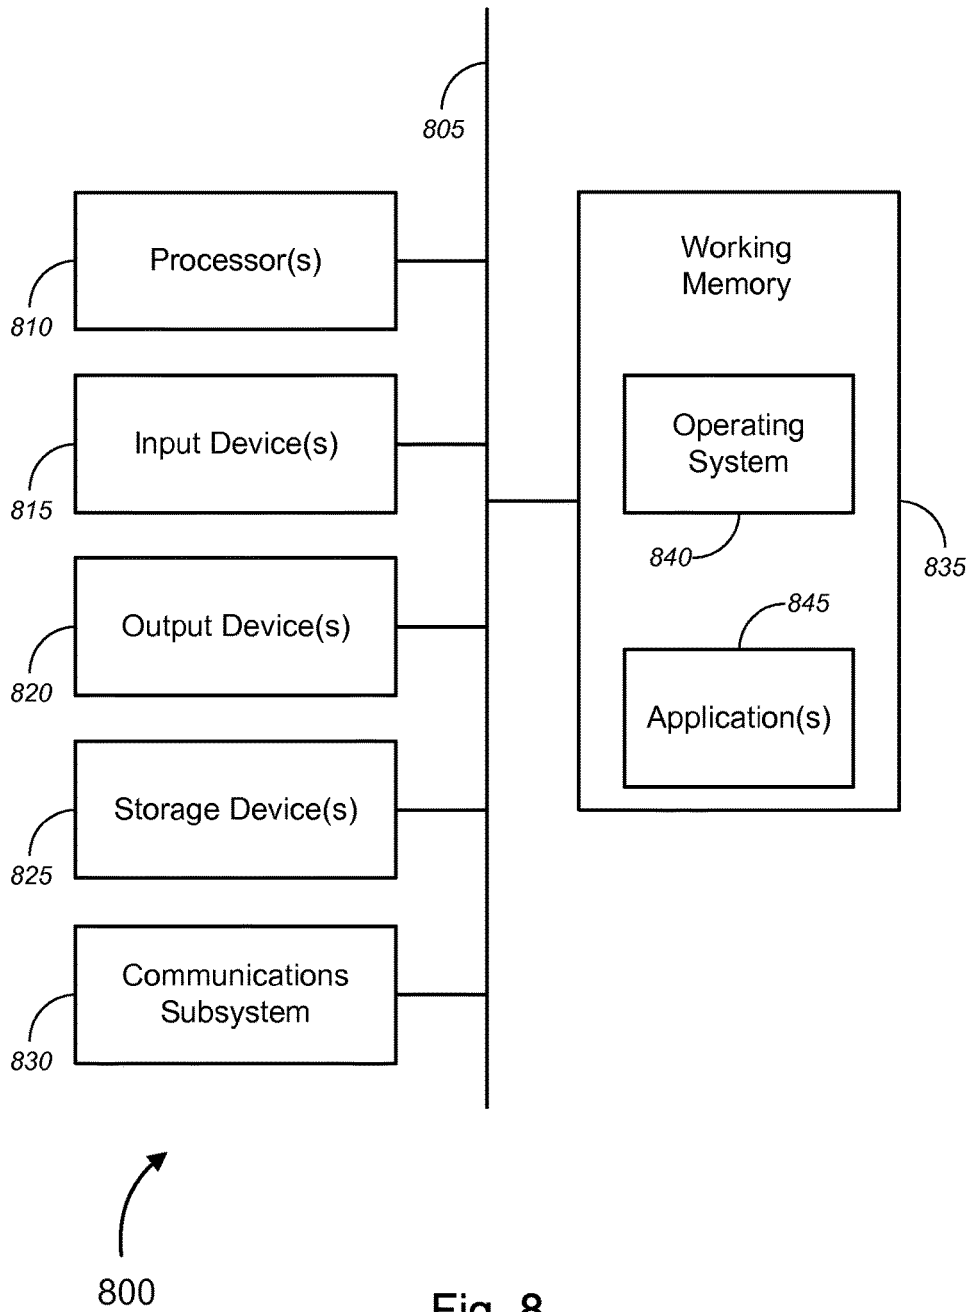 805
Processor(s)
810
Working
Memory
Input Device(s)
815
Operating
System
840
835
Output Device(s)
820
845
Application(s)
Storage Device(s)
825
Communications
Subsystem
830
800
Fig. 8